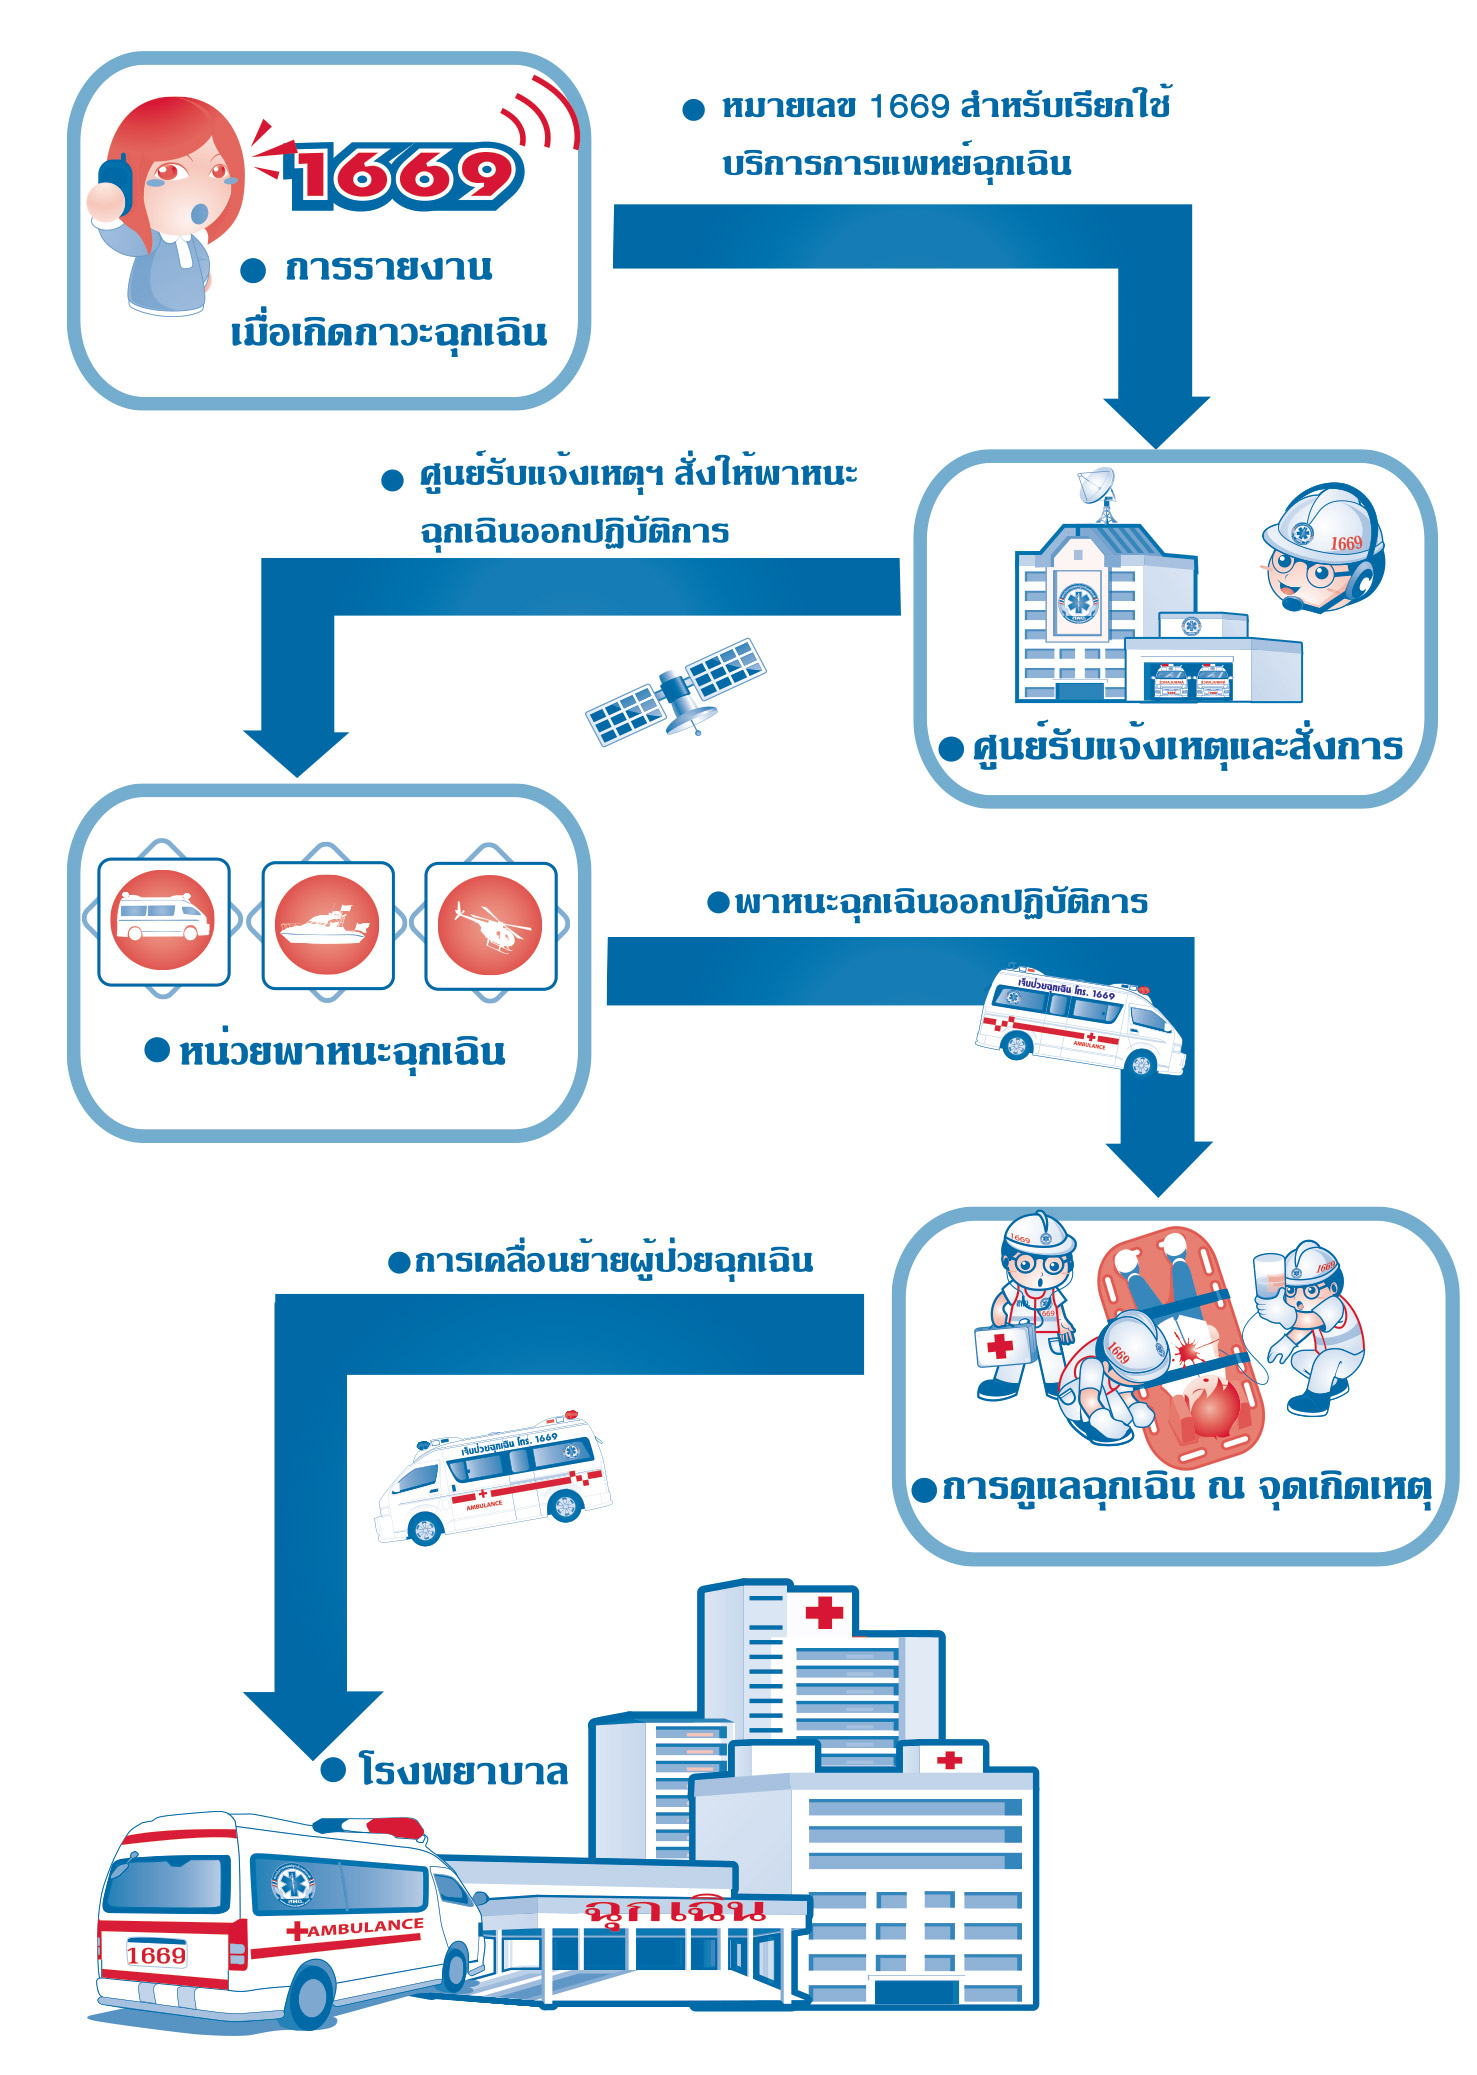 1669
● การรายงาน
เมื่อเกิดภาวะฉุกเฉิน
● หมายเลข 1669 สำหรับเรียกใช้
บริการการแพทย์ฉุกเฉิน
● ศูนย์รับแจ้งเหตุฯ สั่งให้พาหนะ
ฉุกเฉินออกปฏิบัติการ
1669
● ศูนย์รับแจ้งเหตุและสั่งการ
● หน่วยพาหนะฉุกเฉิน
● พาหนะฉุกเฉินออกปฏิบัติการ
เจ็บป่วยฉุกเฉิน โทร. 1669
AMBULANCE
● การเคลื่อนย้ายผู้ป่วยฉุกเฉิน
1669
1669
669
1669
● การดูแลฉุกเฉิน ณ จุดเกิดเหตุ
เจ็บป่วยฉุกเฉิน โทร. 1669
AMBULANCE
● โรงพยาบาล
ฉุกเฉิน
AMBULANCE
1669